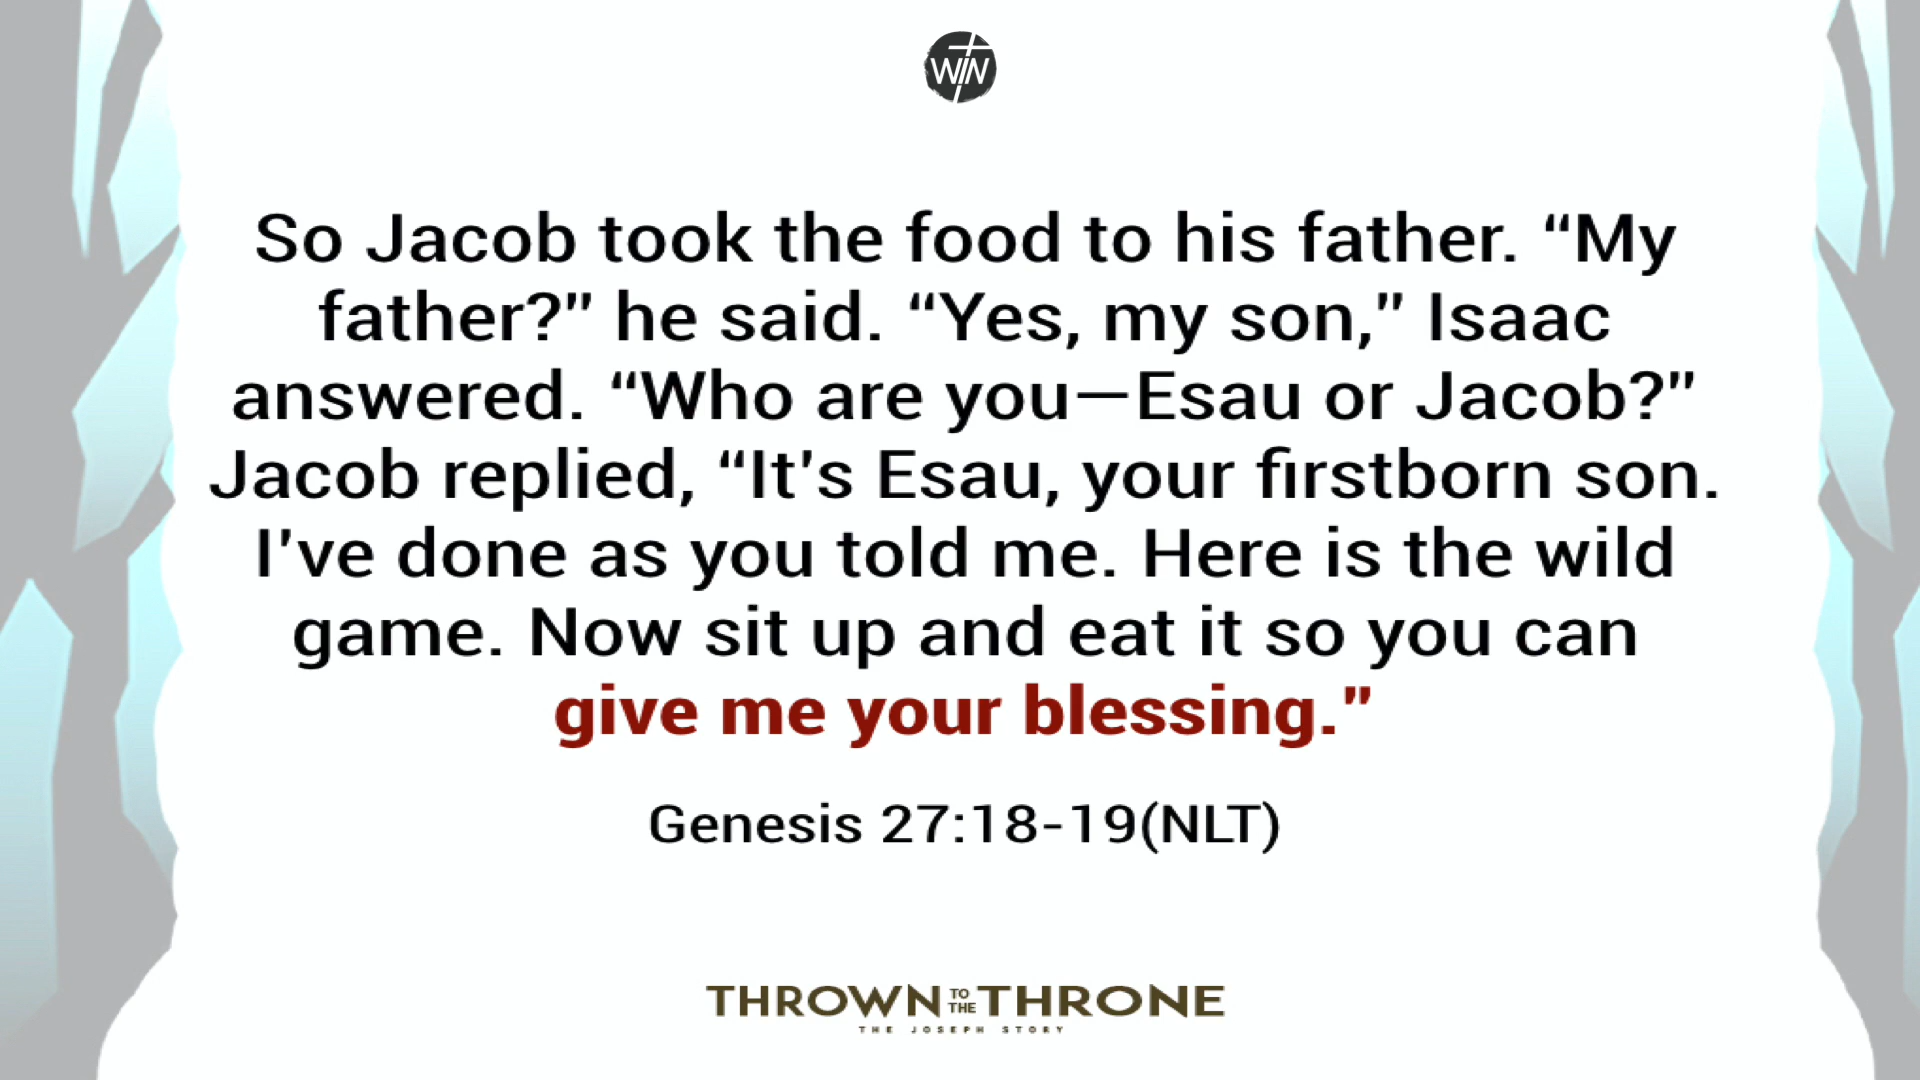 WIN
So Jacob took the food to his father. “My
father?” he said. “Yes, my son,” Isaac
answered. “Who are you—Esau or Jacob?”
Jacob replied, “It’s Esau, your firstborn son.
I’ve done as you told me. Here is the wild
game. Now sit up and eat it so you can
give me your blessing.”
Genesis 27:18-19(NLT)
THROWN TO THE THRONE
THE JOSEPH STORY